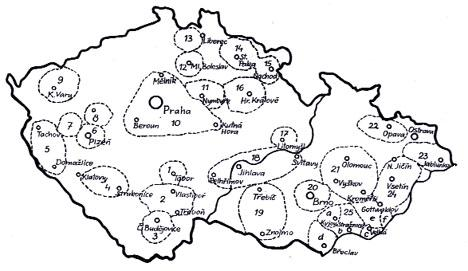 13
Liberec
14
St.
Paka
15
Náchod
12
Ml. Boleslav
Mělník
9
K. Vary
11
Nymburk
16
Hr. Králové
Praha
8
7
6
Plzeň
Beroun
10
Kutná
Hora
Tachov
5
Domažlice
Klatovy
4
Strakonice
Tábor
2
Vlastiboř
Třeboň
Č. Budějovice
3
Pelhřimov
18
Jihlava
17
Litomyšl
Svitavy
19
Třebíč
Znojmo
20
Brno
21
Olomouc
Vyškov
Kroměříž
22
Opava
Ostrava
23
Jablunkov
N. Jičín
Vsetín
24
Gottwaldov
25
a
b
d
e
f
Břeclav